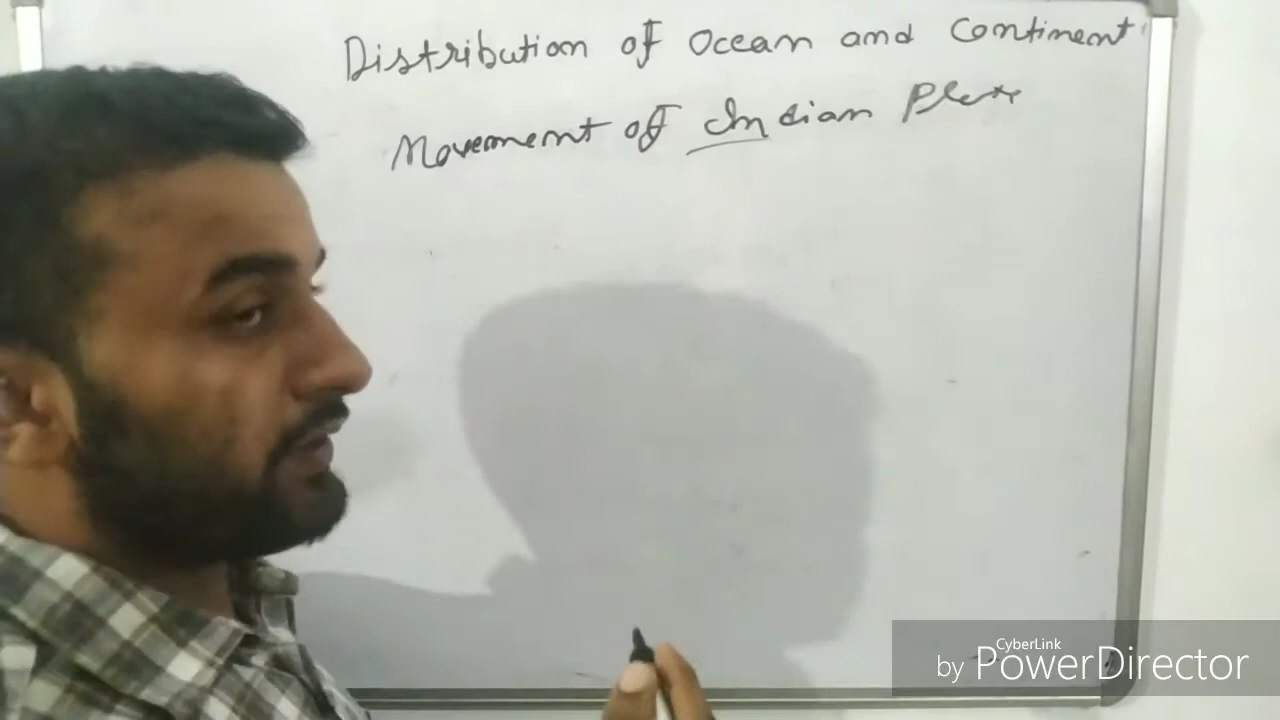 Distribution of Ocean and Continent
Movement of Indian Plate
CyberLink
by PowerDirector